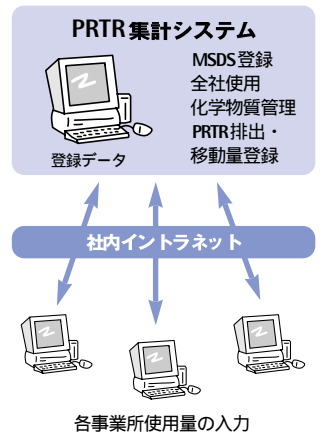 PRTR集計システム
MSDS登録
全社使用
化学物質管理
PRTR排出・
移動量登録
登録データ
社内イントラネット
各事業所使用量の入力